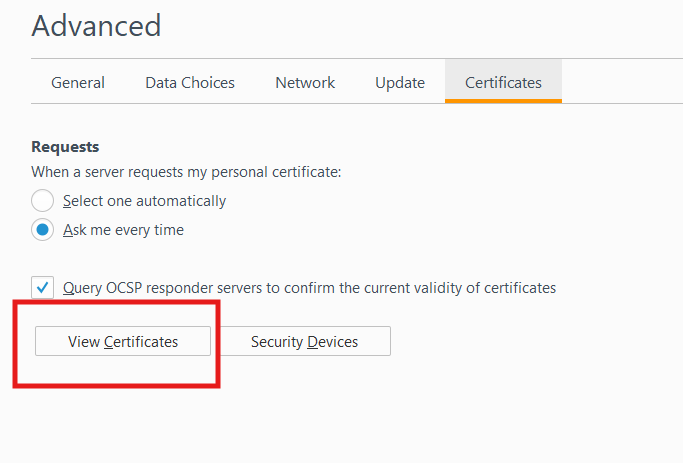 Advanced
General Data Choices Network Update Certificates
Requests
When a server requests my personal certificate:
Select one automatically
Ask me every time
Query OCSP responder servers to confirm the current validity of certificates
View Certificates Security Devices